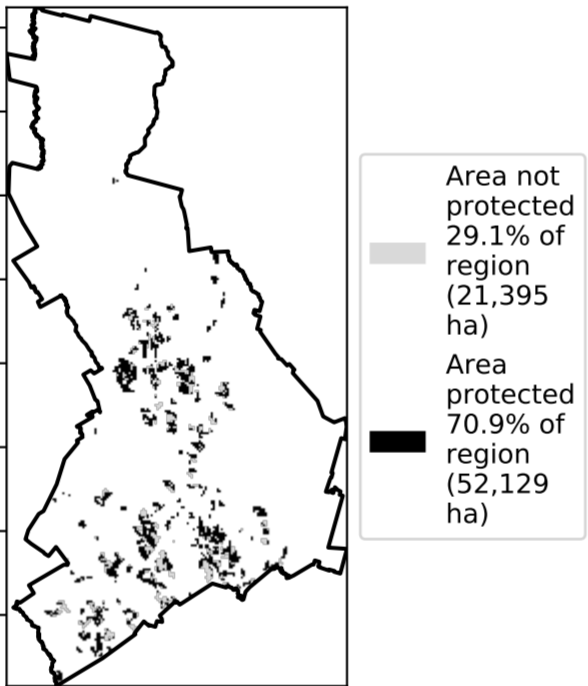 Area not
protected
29.1% of
region
(21,395
ha)
Area
protected
70.9% of
region
(52,129
ha)